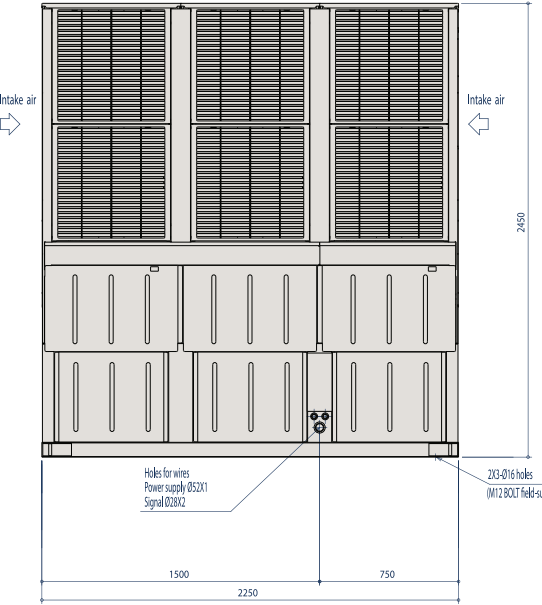 Intake air
Intake air
2450
Holes for wires
Power supply Ø52X1
Signal Ø28X2
2X3-Ø16 holes
(M12 BOLT field-su
1500
750
2250